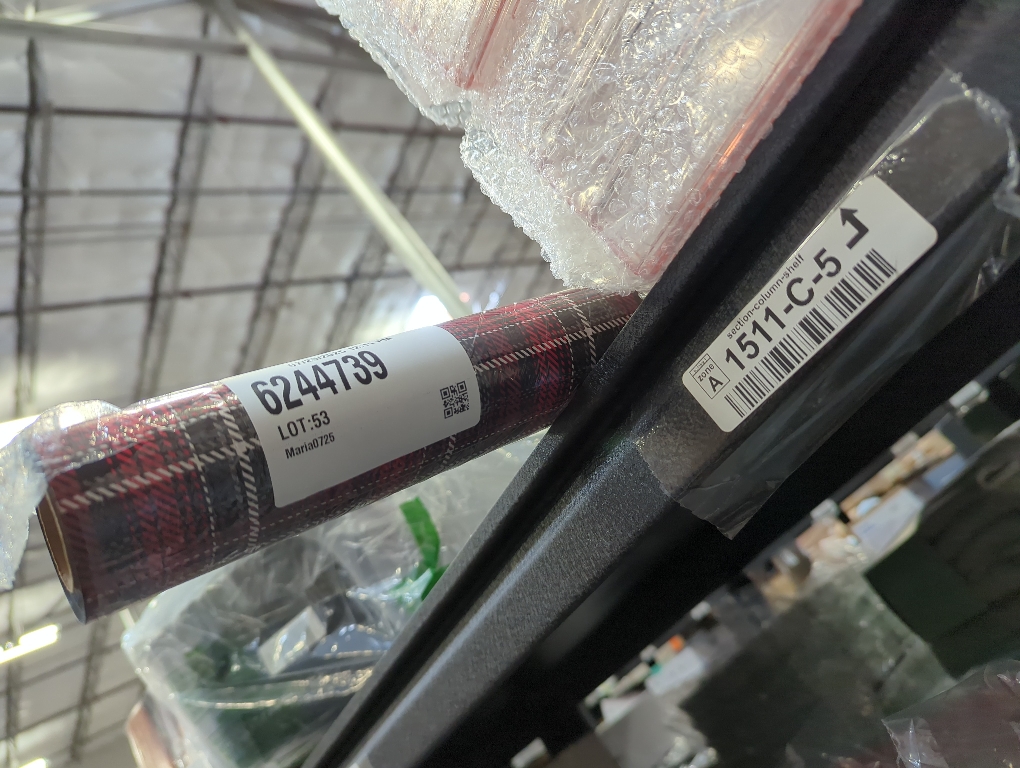 6244739
LOT:53
Maria0725
section-column-shelf
zone
A
1511-C-5